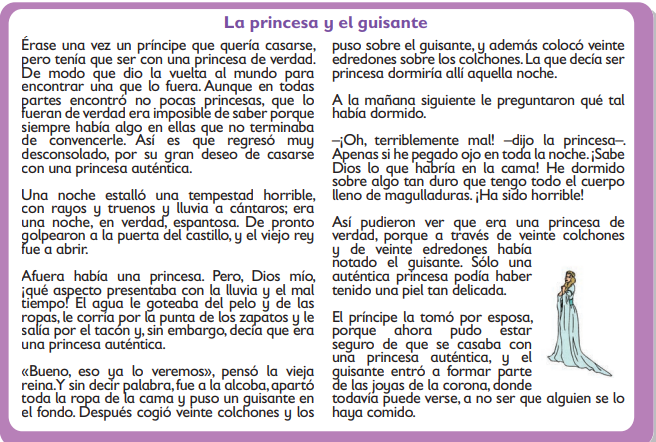 La princesa y el guisante
Érase una vez un príncipe que quería casarse,
pero tenía que ser con una princesa de verdad.
De modo que dio la vuelta al mundo para
encontrar una que lo fuera. Aunque en todas
partes encontró no pocas princesas, que lo
fueran de verdad era imposible de saber porque
siempre había algo en ellas que no terminaba
de convencerle. Así es que regresó muy
desconsolado, por su gran deseo de casarse
con una princesa auténtica.
Una noche estalló una tempestad horrible,
con rayos y truenos y lluvia a cántaros; era
una noche, en verdad, espantosa. De pronto
golpearon a la puerta del castillo, y el viejo rey
fue a abrir.
Afuera había una princesa. Pero, Dios mío,
¡qué aspecto presentaba con la lluvia y el mal
tiempo! El agua le goteaba del pelo y de las
ropas, le corría por la punta de los zapatos y le
salía por el tacón y, sin embargo, decía que era
una princesa auténtica.
«Bueno, eso ya lo veremos», pensó la vieja
reina.Y sin decir palabra, fue a la alcoba, apartó
toda la ropa de la cama y puso un guisante en
el fondo. Después cogió veinte colchones y los
puso sobre el guisante, y además colocó veinte
edredones sobre los colchones. La que decía ser
princesa dormiría allí aquella noche.
A la mañana siguiente le preguntaron qué tal
había dormido.
–¡Oh, terriblemente mal! –dijo la princesa–.
Apenas si he pegado ojo en toda la noche. ¡Sabe
Dios lo que habría en la cama! He dormido
sobre algo tan duro que tengo todo el cuerpo
lleno de magulladuras. ¡Ha sido horrible!
Así pudieron ver que era una princesa de
verdad, porque a través de veinte colchones
y de veinte edredones había
notado el guisante. Sólo una
auténtica princesa podía haber
tenido una piel tan delicada.
El príncipe la tomó por esposa,
porque ahora pudo estar
seguro de que se casaba con
una princesa auténtica, y el
guisante entró a formar parte
de las joyas de la corona, donde
todavía puede verse, a no ser que alguien se lo
haya comido.